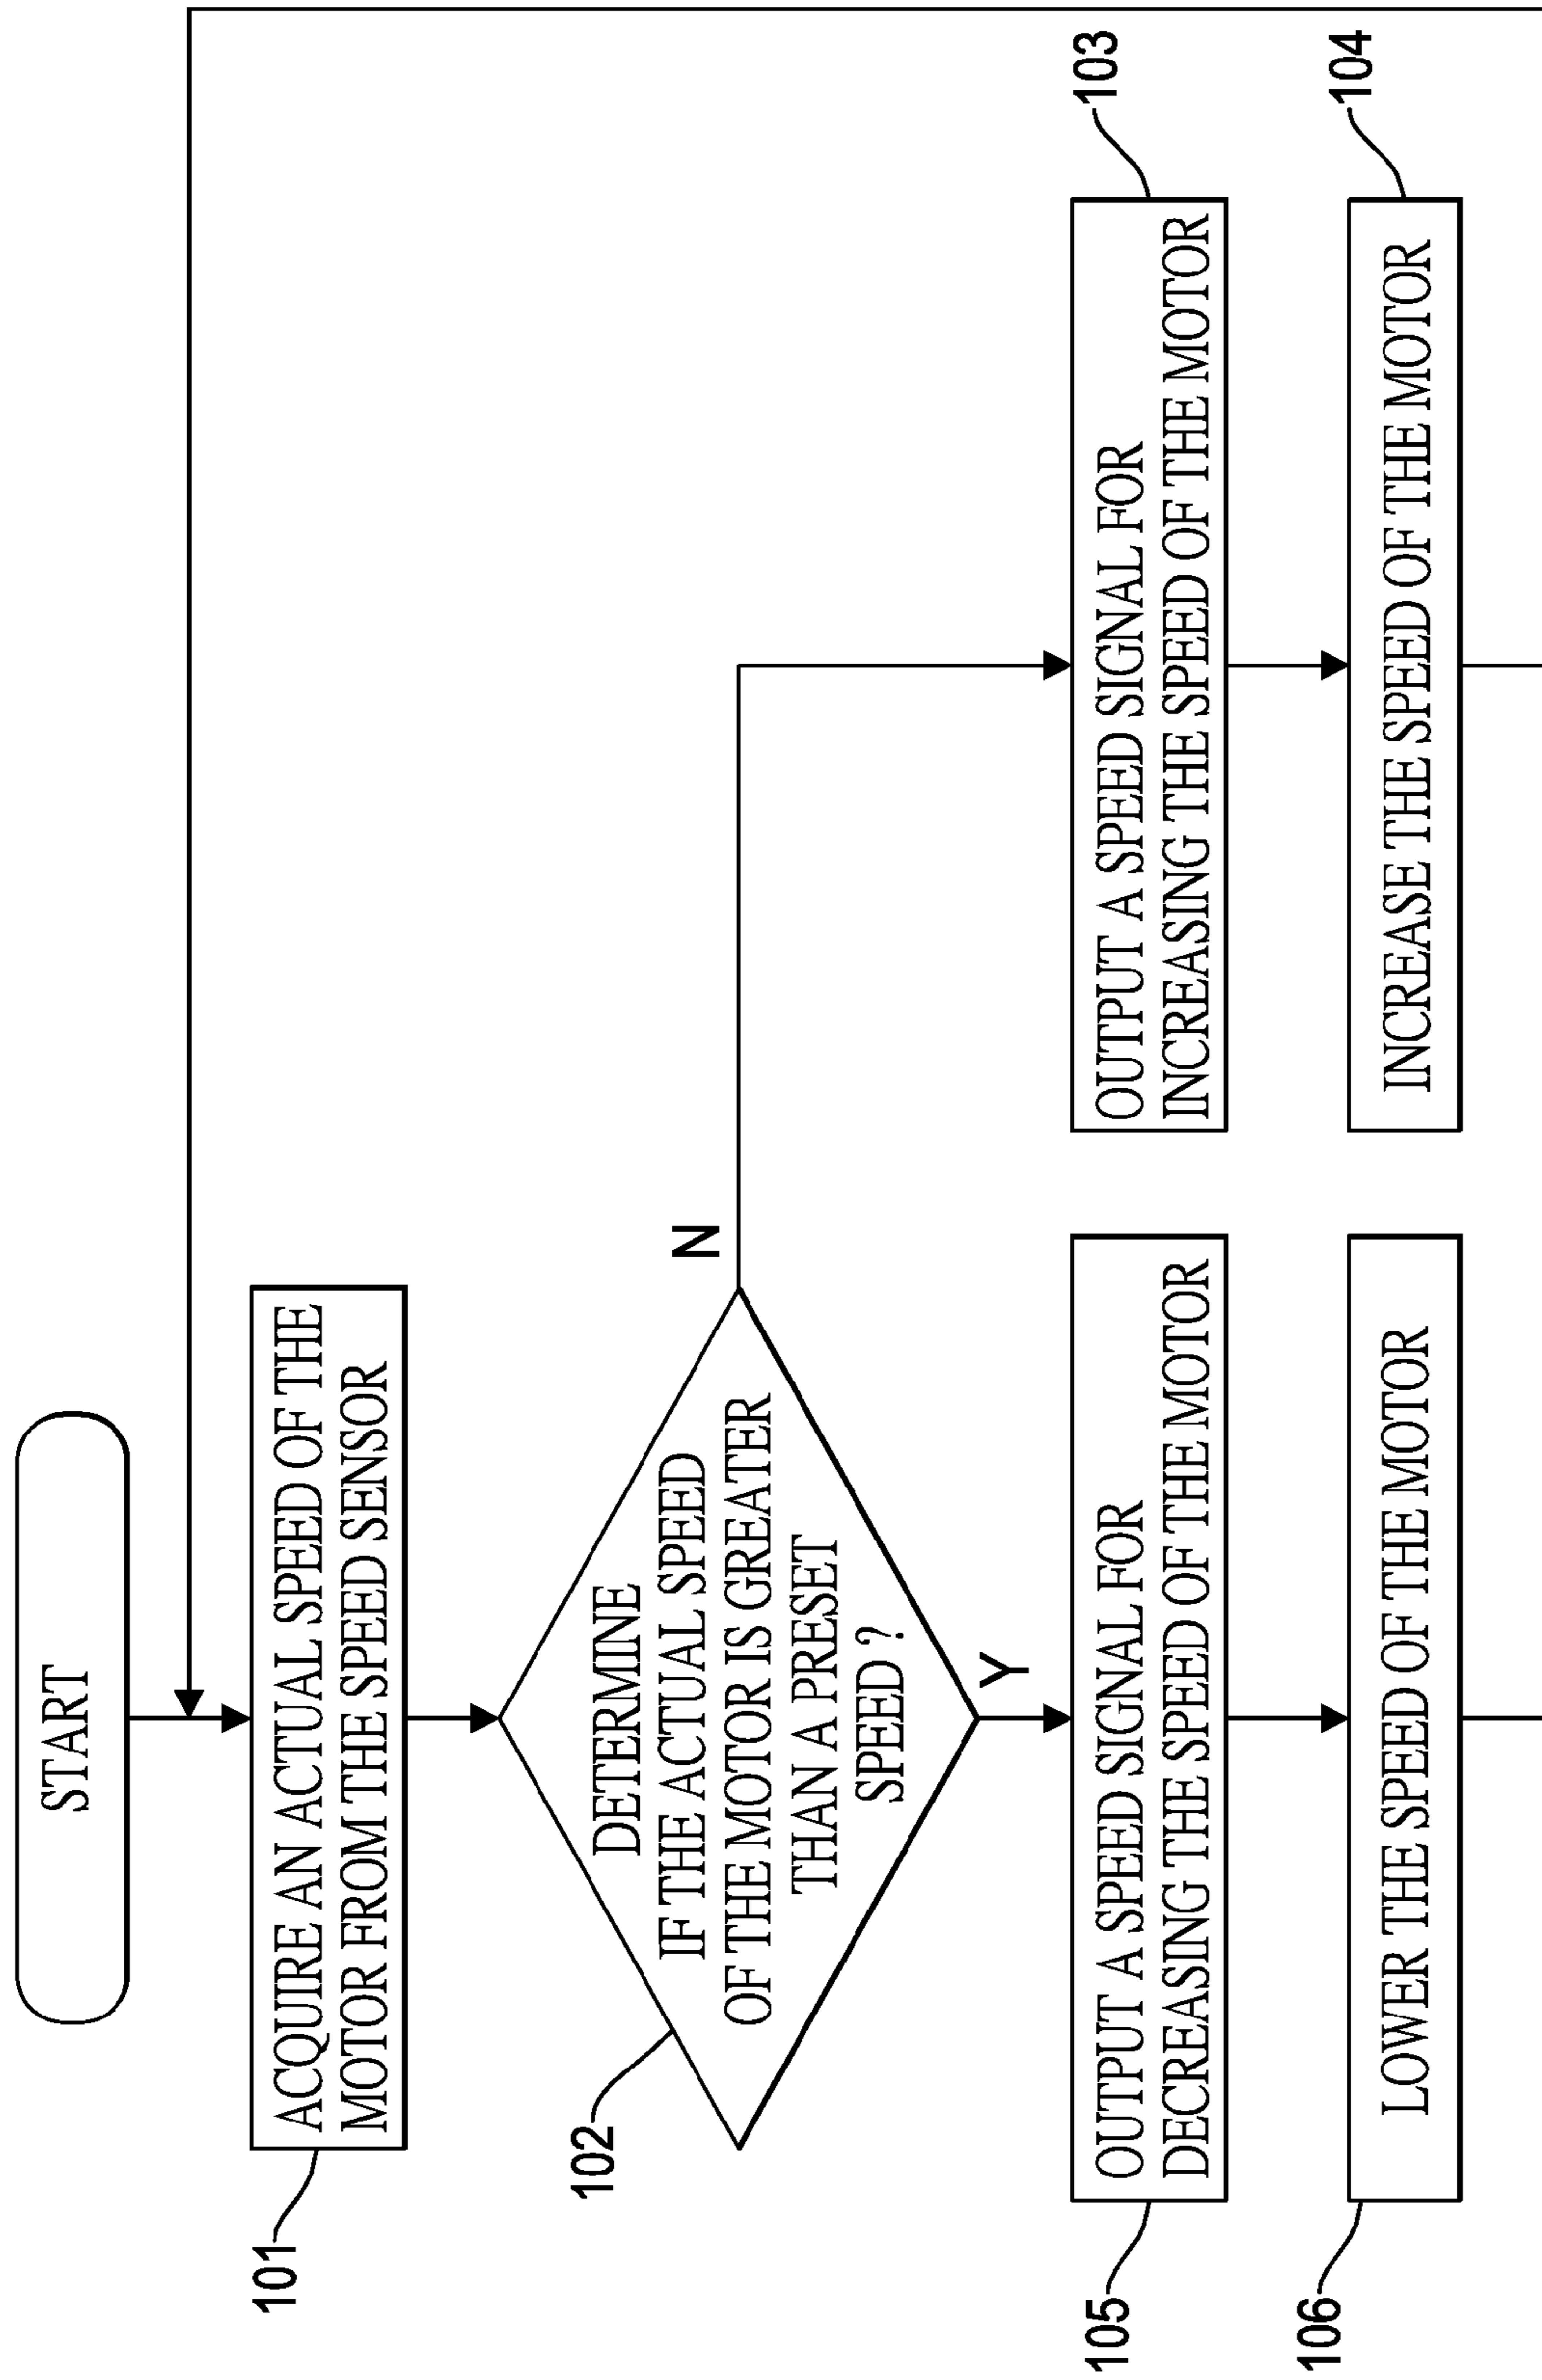 START
101
ACQUIRE AN ACTUAL SPEED OF THE
MOTOR FROM THE SPEED SENSOR
102
DETERMINE
IF THE ACTUAL SPEED
OF THE MOTOR IS GREATER
THAN A PRESET
SPEED?
N
Y
105
OUTPUT A SPEED SIGNAL FOR
DECREASING THE SPEED OF THE MOTOR
OUTPUT A SPEED SIGNAL FOR
INCREASING THE SPEED OF THE MOTOR
103
106
LOWER THE SPEED OF THE MOTOR
INCREASE THE SPEED OF THE MOTOR
104